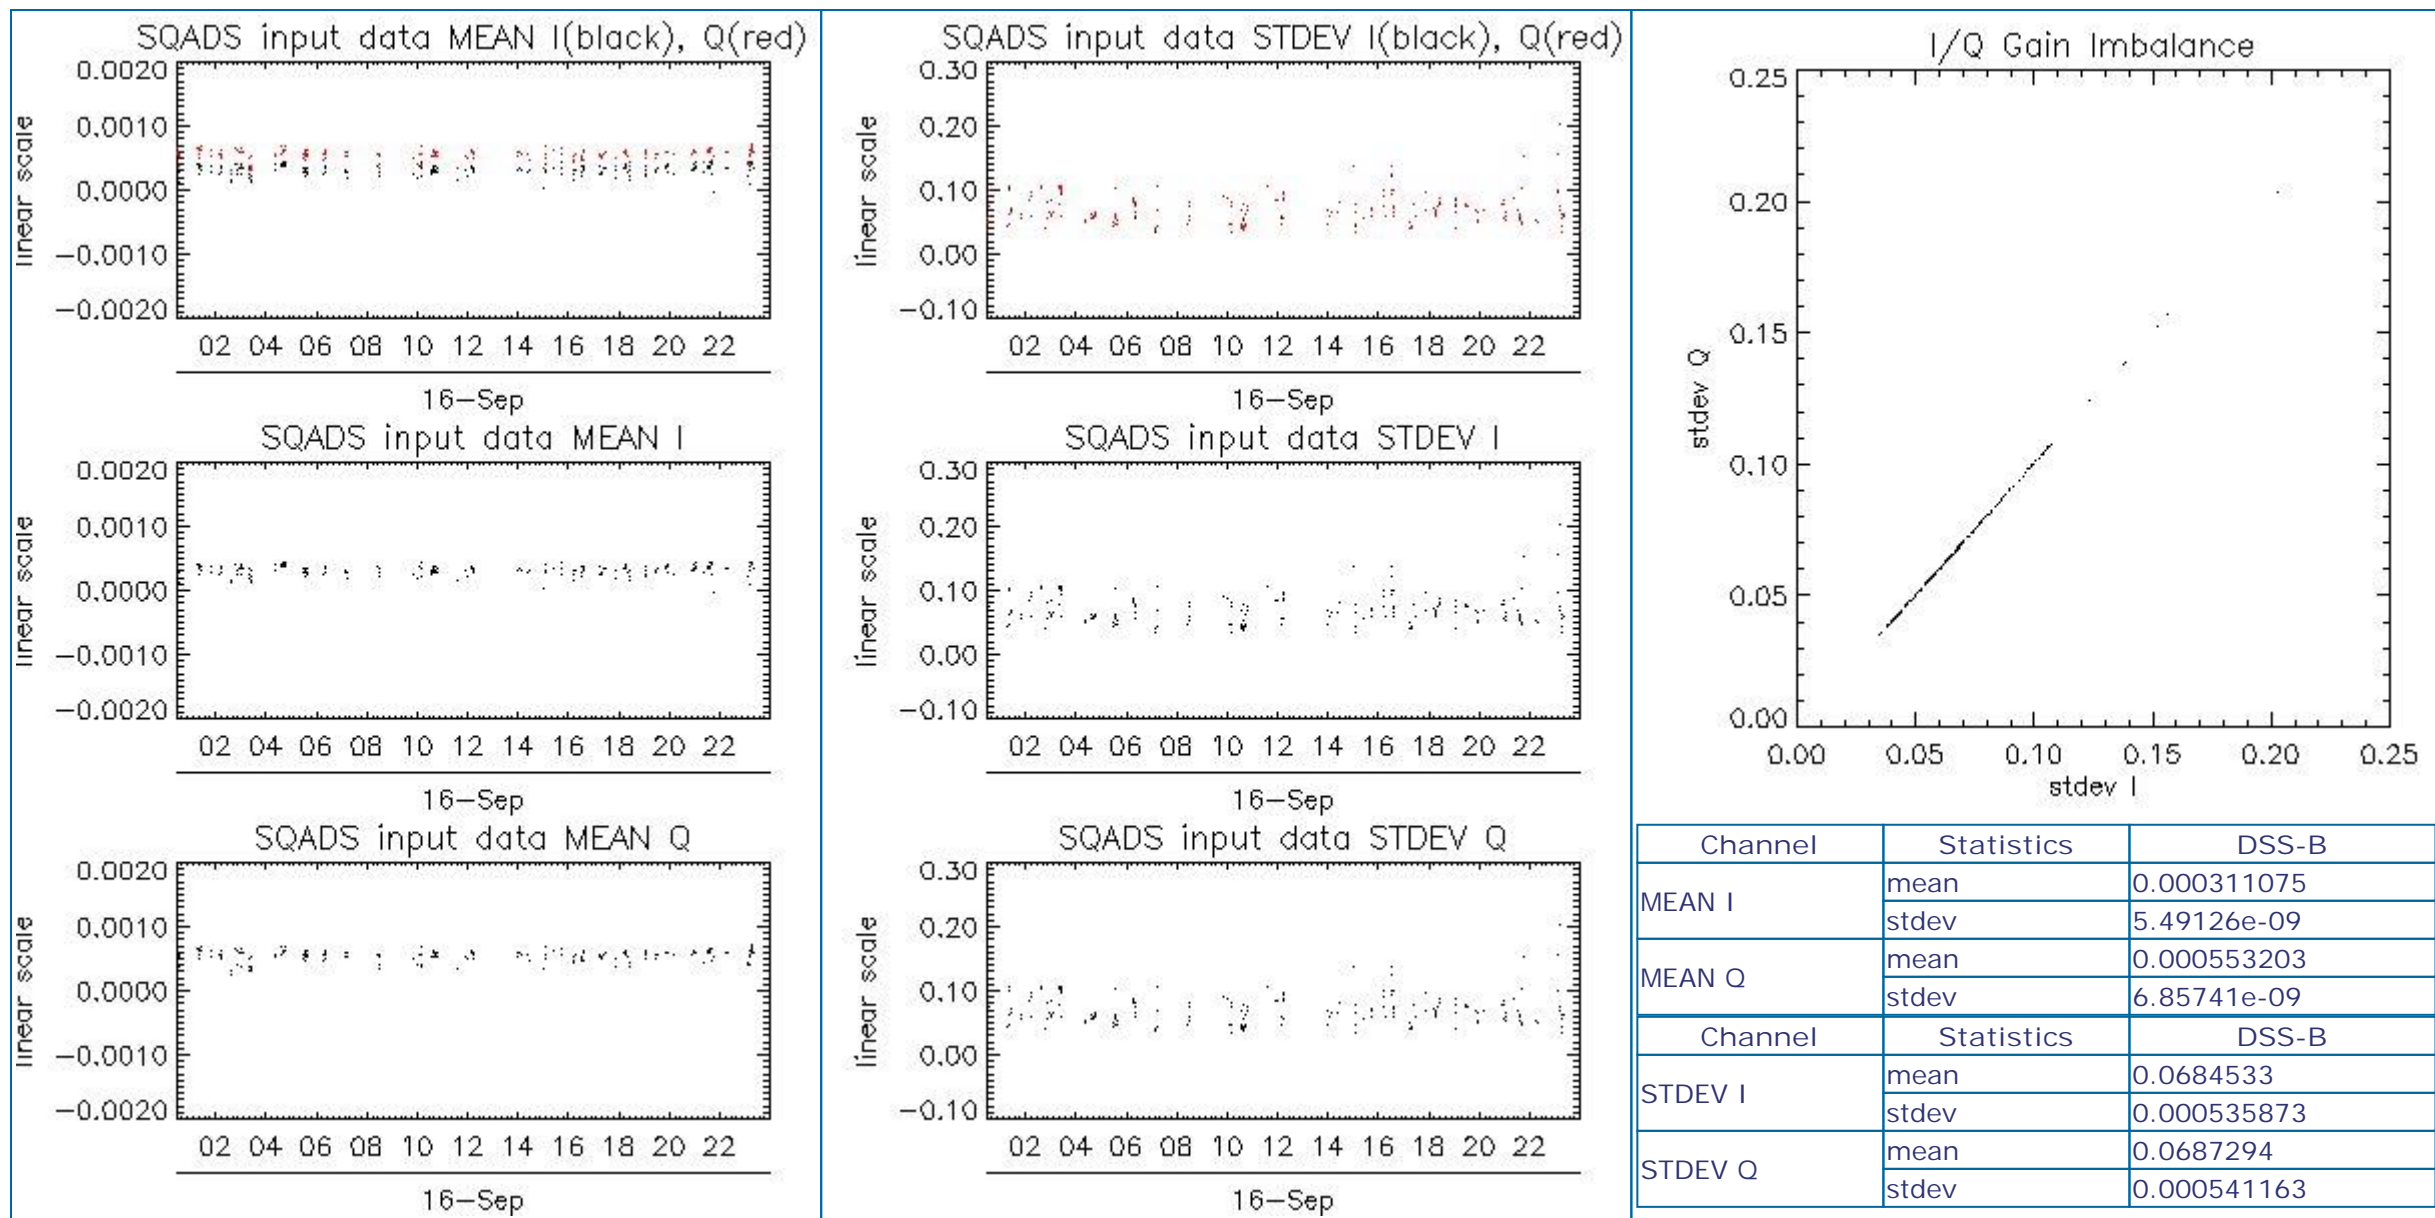 SQADS input data MEAN I(black), Q(red)
0.0020
0.0010
0.0000
−0.0010
−0.0020
linear scale
02 04 06 08 10 12 14 16 18 20 22
16−Sep
SQADS input data MEAN I
0.0020
0.0010
0.0000
−0.0010
−0.0020
linear scale
02 04 06 08 10 12 14 16 18 20 22
16−Sep
SQADS input data MEAN Q
0.0020
0.0010
0.0000
−0.0010
−0.0020
linear scale
02 04 06 08 10 12 14 16 18 20 22
16−Sep
SQADS input data STDEV I(black), Q(red)
0.30
0.20
0.10
0.00
−0.10
linear scale
02 04 06 08 10 12 14 16 18 20 22
16−Sep
SQADS input data STDEV I
0.30
0.20
0.10
0.00
−0.10
linear scale
02 04 06 08 10 12 14 16 18 20 22
16−Sep
SQADS input data STDEV Q
0.30
0.20
0.10
0.00
−0.10
linear scale
02 04 06 08 10 12 14 16 18 20 22
16−Sep
I/Q Gain Imbalance
0.25
0.20
0.15
0.10
0.05
0.00
stdev Q
0.00 0.05 0.10 0.15 0.20 0.25
stdev I
Channel Statistics DSS-B
MEAN I mean 0.000311075
stdev 5.49126e-09
MEAN Q mean 0.000553203
stdev 6.85741e-09
Channel Statistics DSS-B
STDEV I mean 0.0684533
stdev 0.000535873
STDEV Q mean 0.0687294
stdev 0.000541163